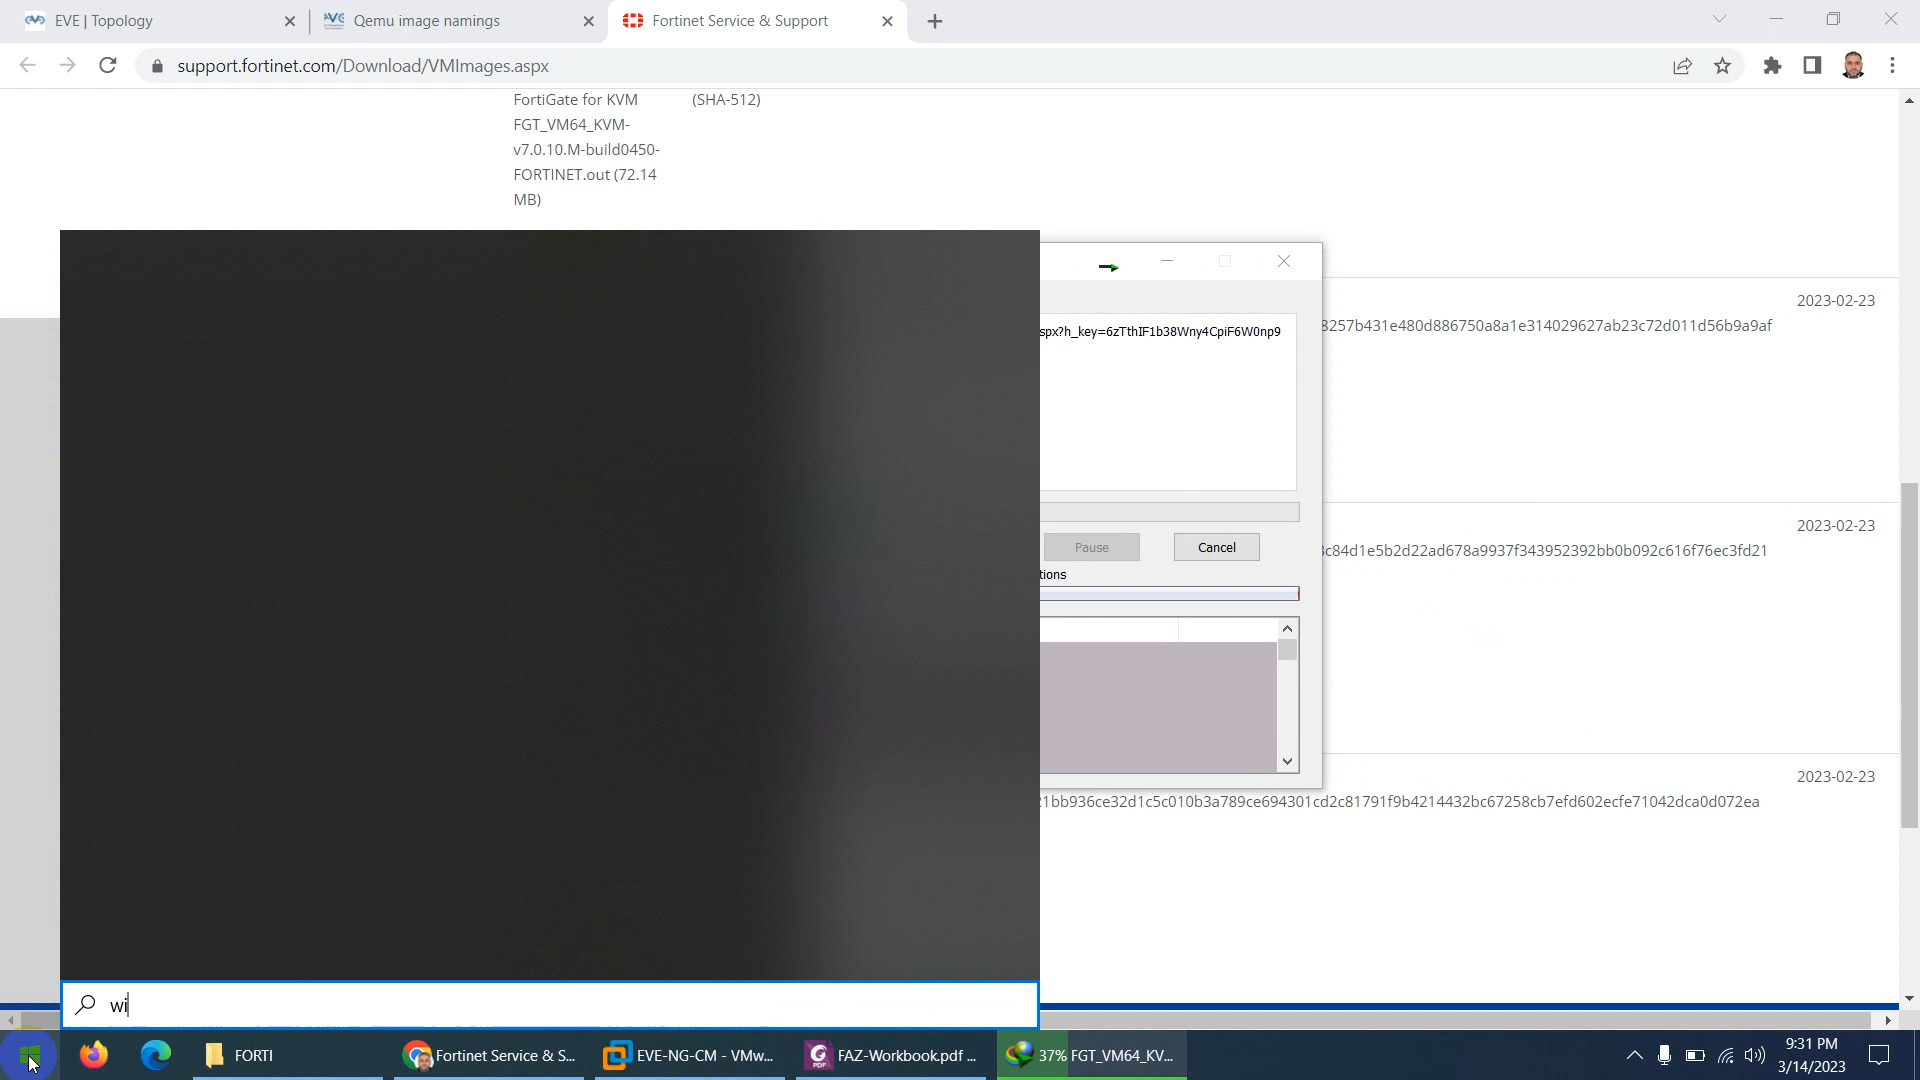 EVE | Topology
Qemu image namings
Fortinet Service & Support
support.fortinet.com/Download/VMImages.aspx
FortiGate for KVM
(SHA-512)
FGT_VM64_KVM-
v7.0.10.M-build0450-
FORTINET.out (72.14
MB)
2023-02-23
8257b431e480d886750a8a1e314029627ab23c72d011d56b9a9af
spx?h_key=6zTthIF1b38Wny4CpiF6W0np9
2023-02-23
Pause
Cancel
3c84d1e5b2d22ad678a9937f343952392bb0b092c616f76ec3fd21
tions
2023-02-23
21bb936ce32d1c5c010b3a789ce694301cd2c81791f9b4214432bc67258cb7efd602ecfe71042dca0d072ea
wi
FORTI
Fortinet Service & S...
EVE-NG-CM - VMw...
FAZ-Workbook.pdf ...
37% FGT_VM64_KV...
9:31 PM
3/14/2023